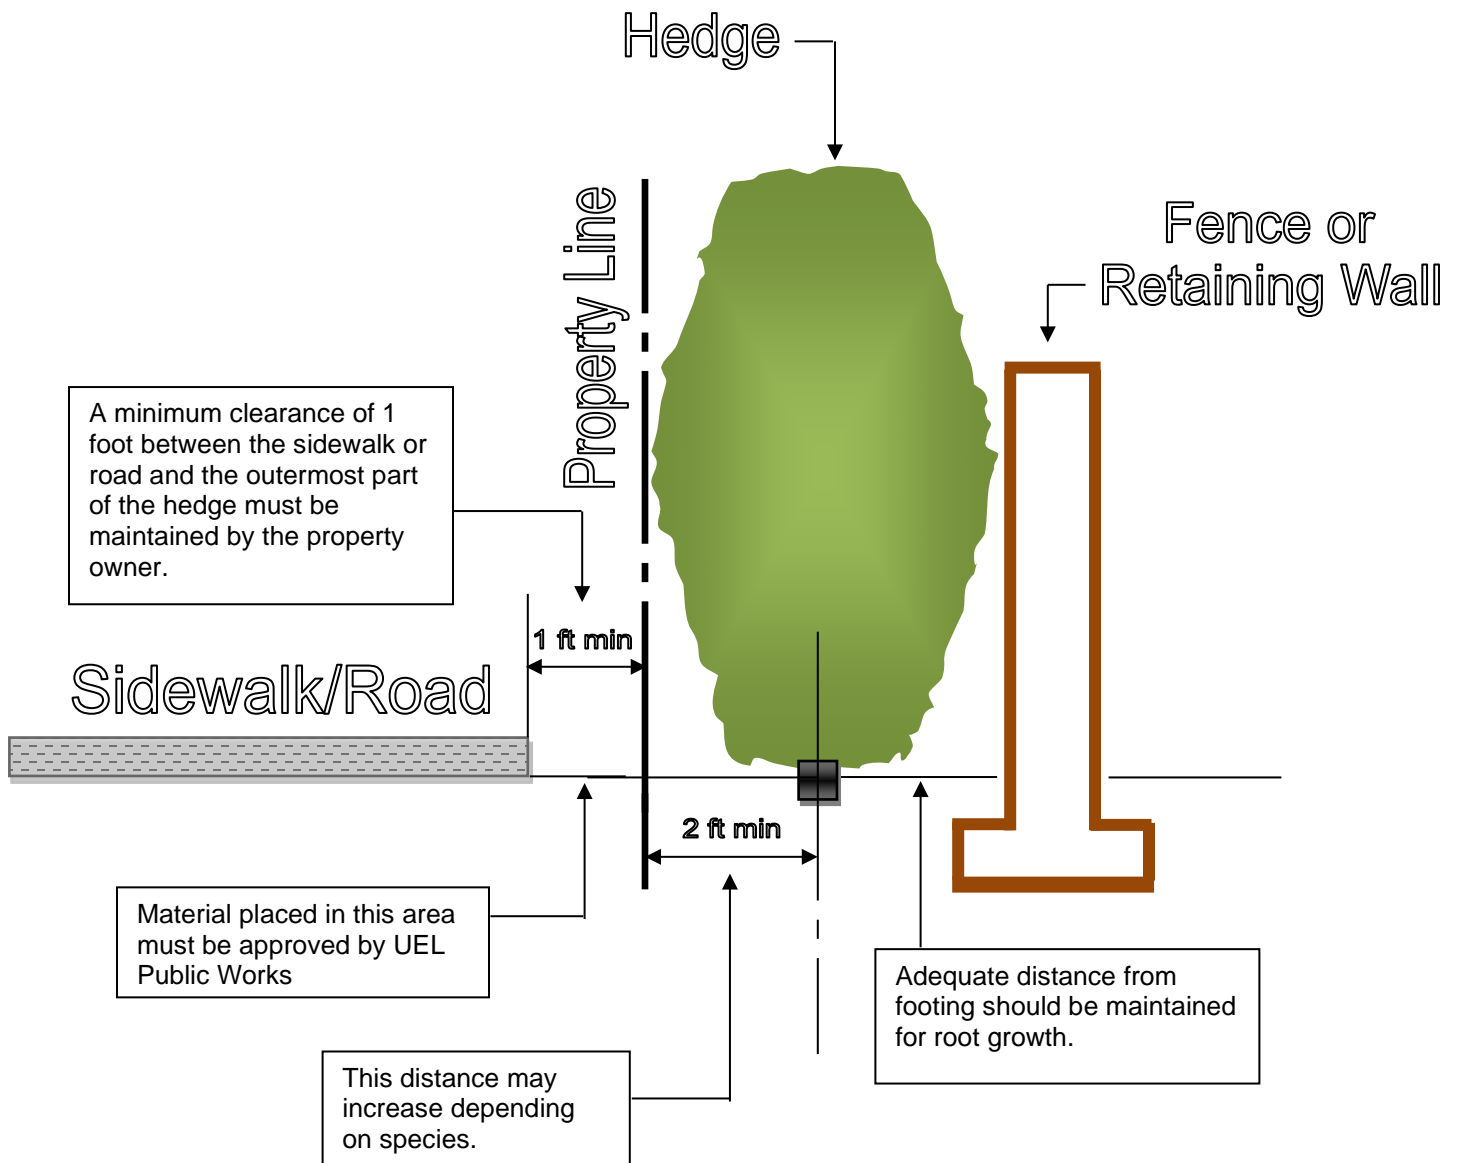 Hedge
Property Line
Fence or
Retaining Wall
A minimum clearance of 1
foot between the sidewalk or
road and the outermost part
of the hedge must be
maintained by the property
owner.
1 ft min
Sidewalk/Road
2 ft min
Material placed in this area
must be approved by UEL
Public Works
Adequate distance from
footing should be maintained
for root growth.
This distance may
increase depending
on species.